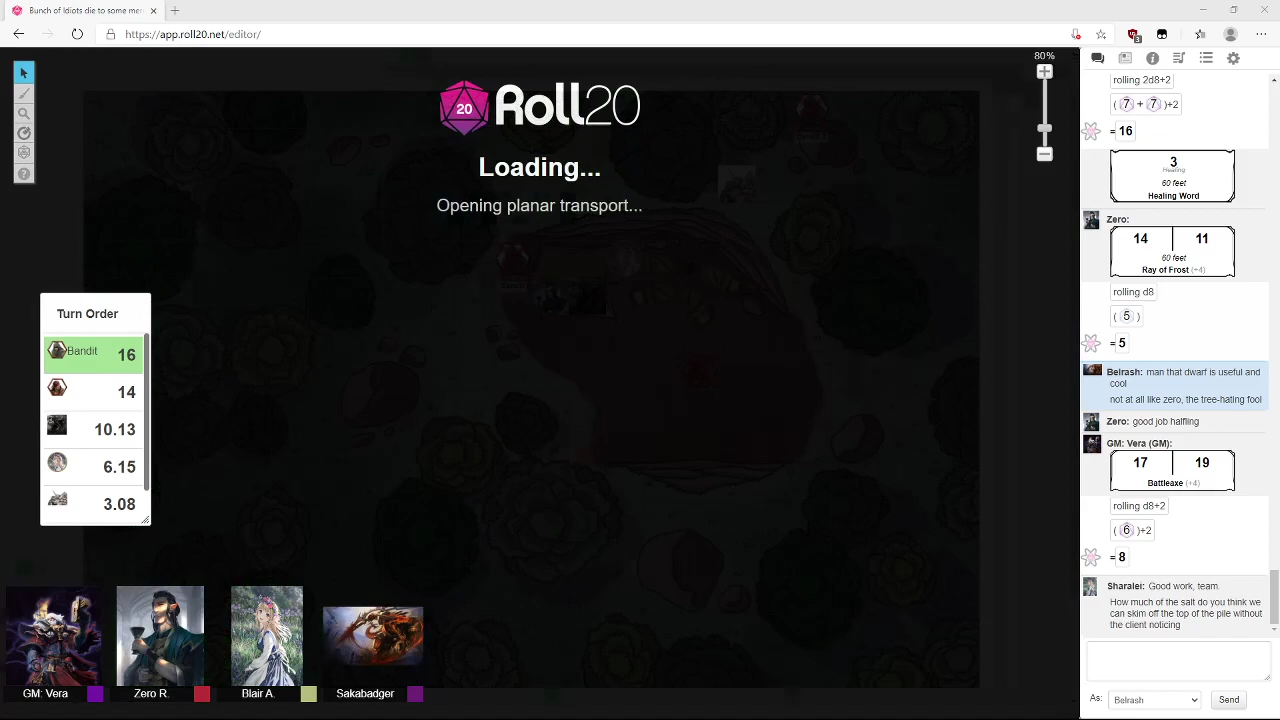 Bunch of Idiots die to some mer
https://app.roll20.net/editor/
3
80%
20 Roll20
Loading...
Opening planar transport...
Turn Order
Bandit 16
14
10.13
6.15
3.08
GM: Vera
Zero R.
Blair A.
Sakabadger
rolling 2d8+2
( 7 + 7 )+2
= 16
3
Healing
60 feet
Healing Word
Zero:
14 11
60 feet
Ray of Frost (+4)
rolling d8
( 5 )
= 5
Belrash: man that dwarf is useful and
cool
not at all like zero, the tree-hating fool
Zero: good job halfling
GM: Vera (GM):
17 19
Battleaxe (+4)
rolling d8+2
( 6 )+2
= 8
Sharalei: Good work, team.
How much of the salt do you think we
can skim off the top of the pile without
the client noticing
As: Belrash Send